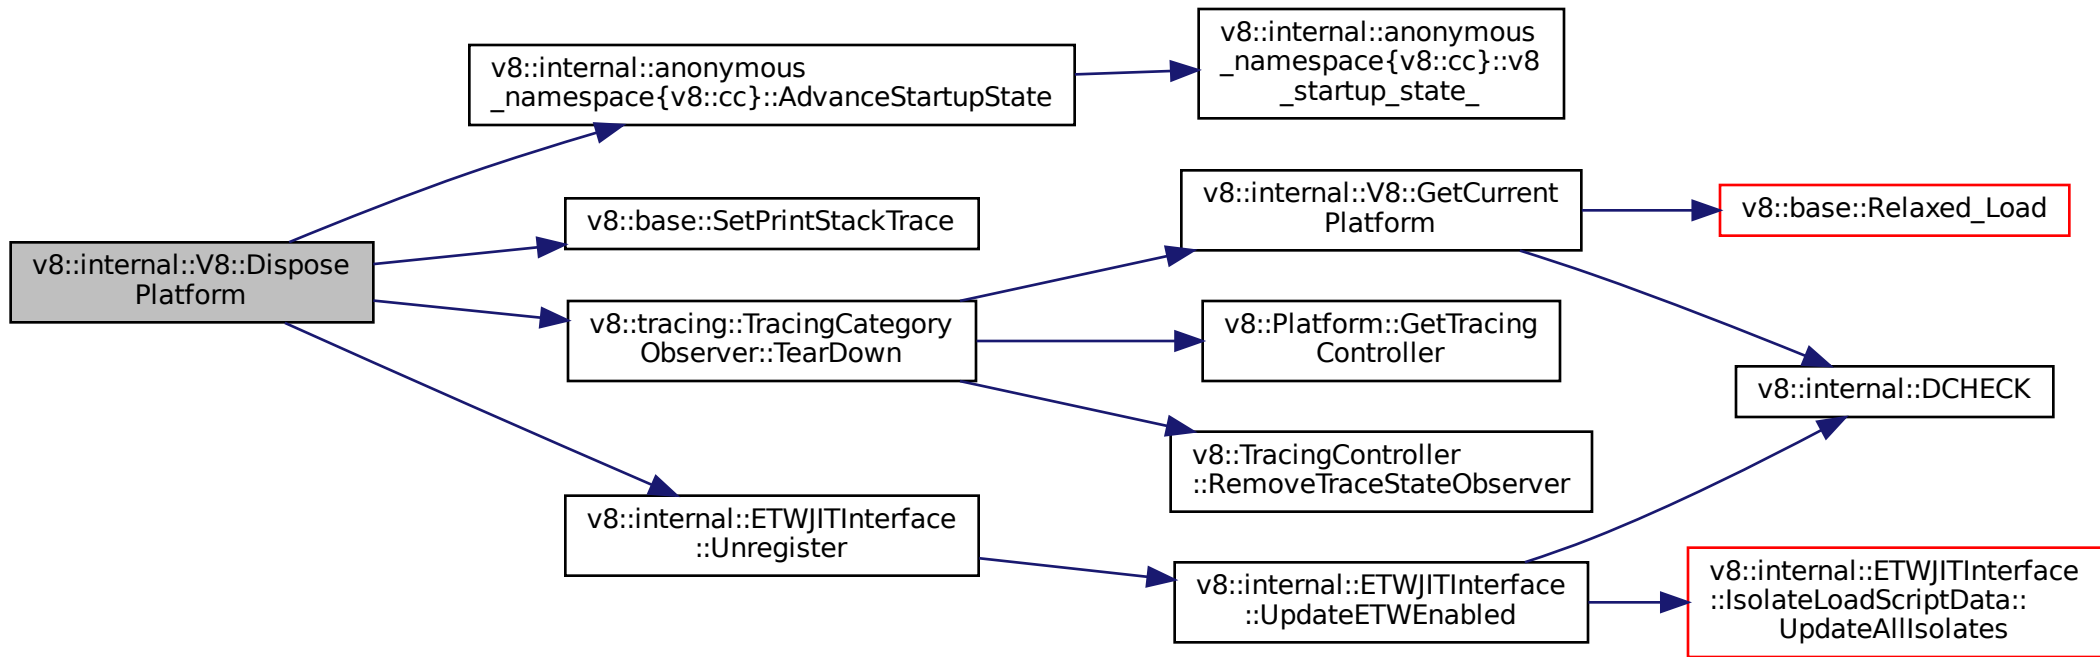 v8::internal::V8::Dispose
Platform
v8::internal::anonymous
_namespace{v8::cc}::AdvanceStartupState
v8::internal::anonymous
_namespace{v8::cc}::v8
_startup_state_
v8::base::SetPrintStackTrace
v8::tracing::TracingCategory
Observer::TearDown
v8::internal::V8::GetCurrent
Platform
v8::base::Relaxed_Load
v8::internal::DCHECK
v8::Platform::GetTracing
Controller
v8::TracingController
::RemoveTraceStateObserver
v8::internal::ETWJITInterface
::Unregister
v8::internal::ETWJITInterface
::UpdateETWEnabled
v8::internal::ETWJITInterface
::IsolateLoadScriptData::
UpdateAllIsolates